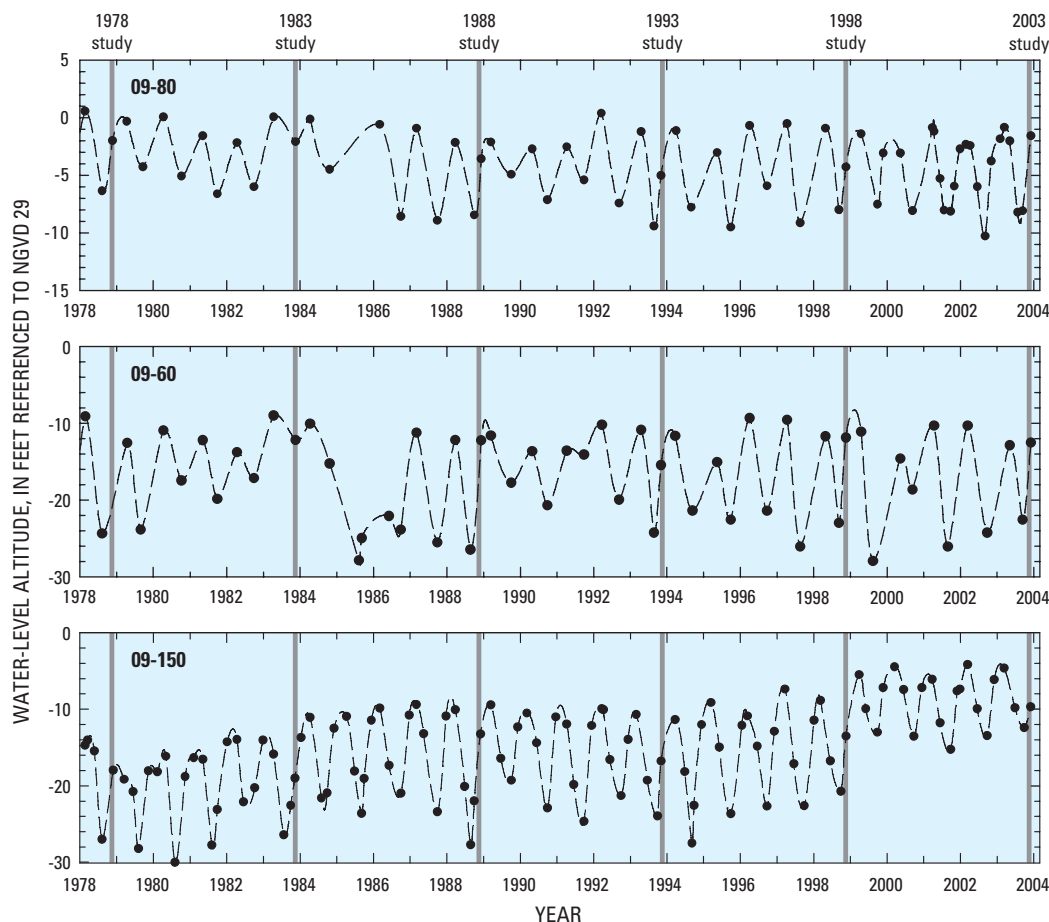 1978 1983 1988 1993 1998 2003
study study study study study study
5
09-80
0
-5
-10
-15
1978 1980 1982 1984 1986 1988 1990 1992 1994 1996 1998 2000 2002 2004
0
09-60
-10
-20
-30
1978 1980 1982 1984 1986 1988 1990 1992 1994 1996 1998 2000 2002 2004
0
09-150
-10
-20
-30
1978 1980 1982 1984 1986 1988 1990 1992 1994 1996 1998 2000 2002 2004
WATER-LEVEL ALTITUDE, IN FEET REFERENCED TO NGVD 29
YEAR